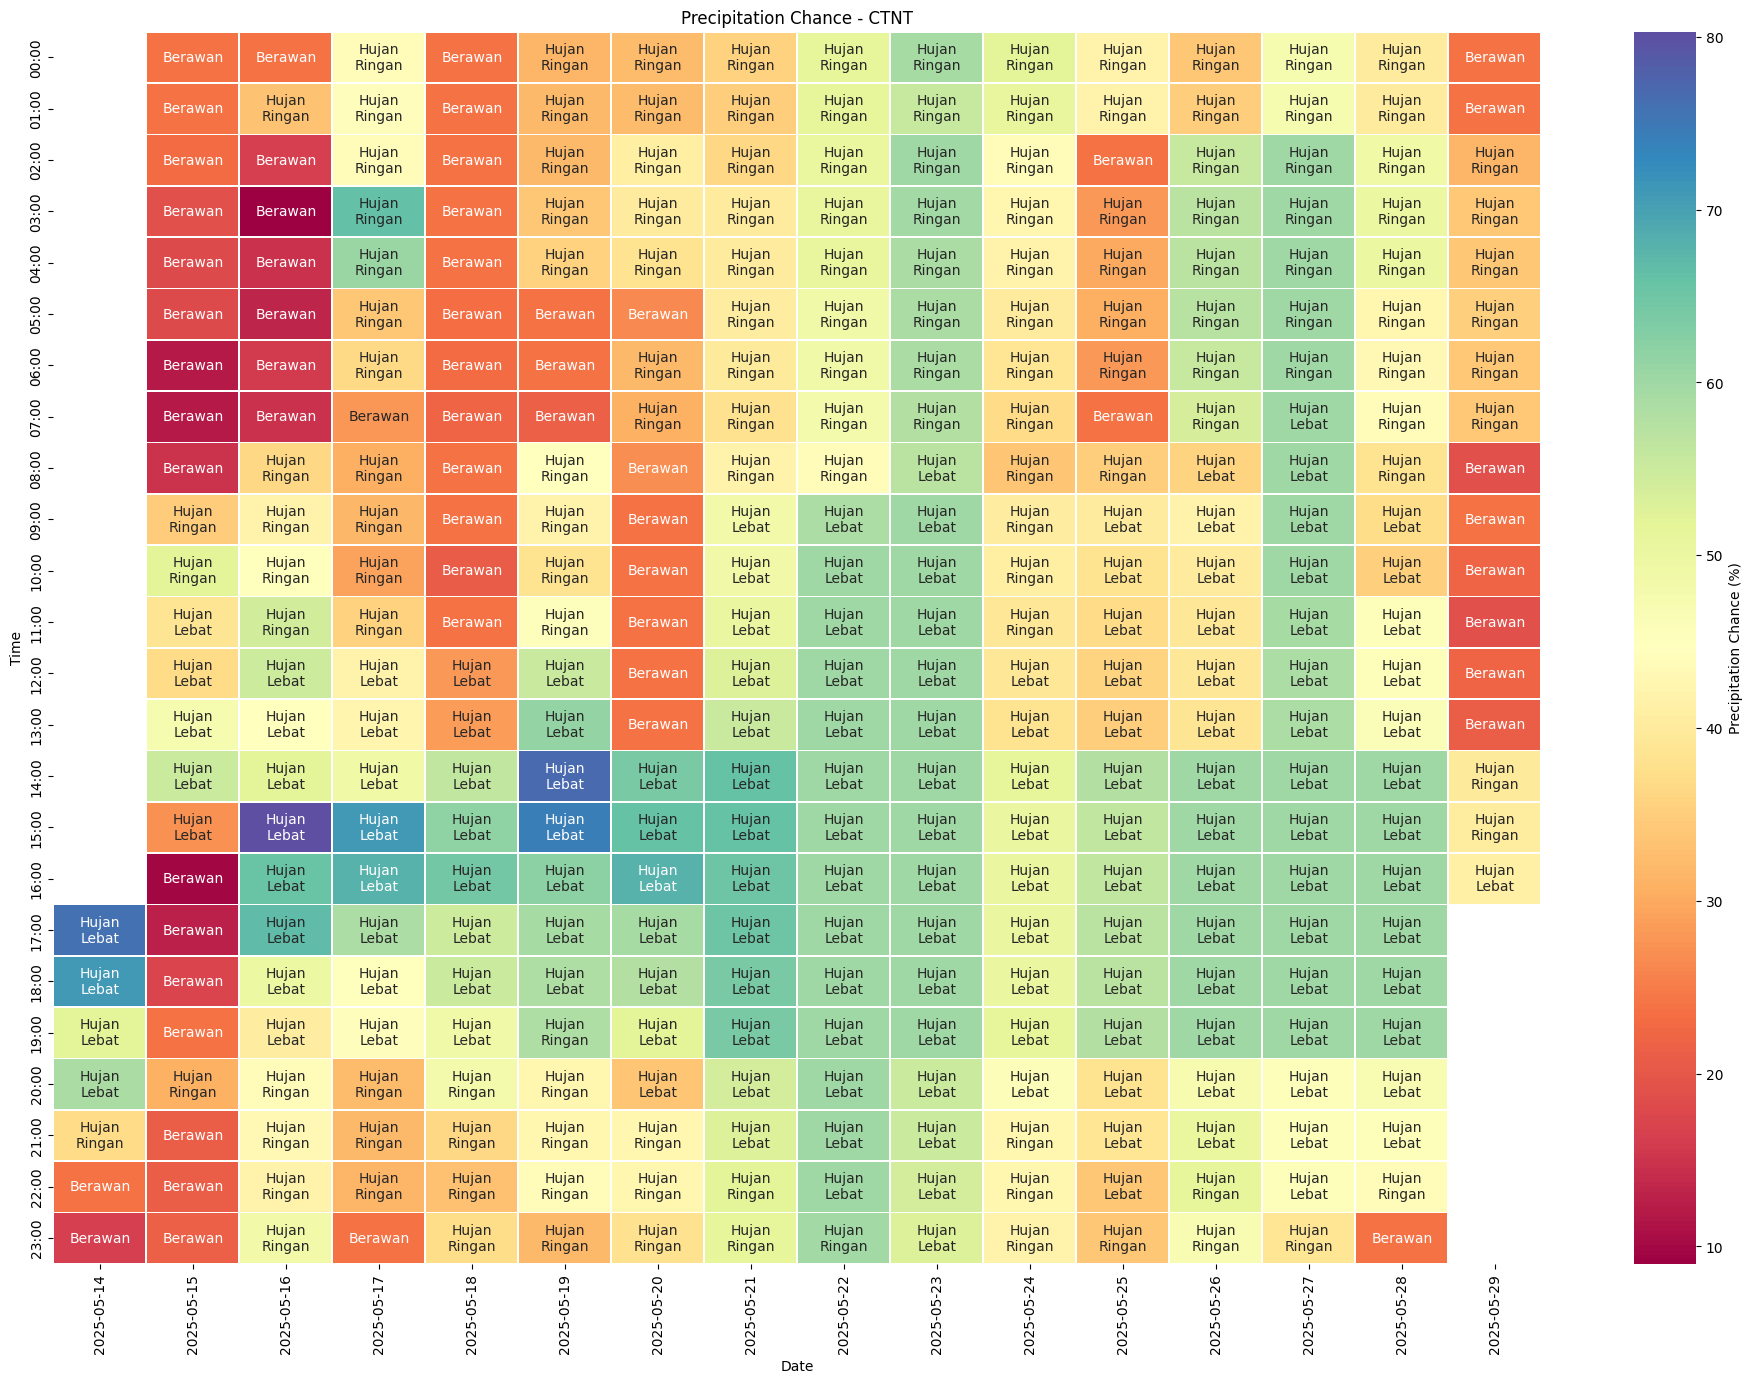 Precipitation Chance - CTNT
00:00 Berawan Berawan Hujan Ringan Berawan Hujan Ringan Hujan Ringan Hujan Ringan Hujan Ringan Hujan Ringan Hujan Ringan Hujan Ringan Hujan Ringan Hujan Ringan Hujan Ringan Berawan
01:00 Berawan Hujan Ringan Hujan Ringan Berawan Hujan Ringan Hujan Ringan Hujan Ringan Hujan Ringan Hujan Ringan Hujan Ringan Hujan Ringan Hujan Ringan Hujan Ringan Hujan Ringan Berawan
02:00 Berawan Berawan Hujan Ringan Berawan Hujan Ringan Hujan Ringan Hujan Ringan Hujan Ringan Hujan Ringan Hujan Ringan Berawan Hujan Ringan Hujan Ringan Hujan Ringan Hujan Ringan
03:00 Berawan Berawan Hujan Ringan Berawan Hujan Ringan Hujan Ringan Hujan Ringan Hujan Ringan Hujan Ringan Hujan Ringan Hujan Ringan Hujan Ringan Hujan Ringan Hujan Ringan Hujan Ringan
04:00 Berawan Berawan Hujan Ringan Berawan Hujan Ringan Hujan Ringan Hujan Ringan Hujan Ringan Hujan Ringan Hujan Ringan Hujan Ringan Hujan Ringan Hujan Ringan Hujan Ringan Hujan Ringan
05:00 Berawan Berawan Hujan Ringan Berawan Berawan Berawan Hujan Ringan Hujan Ringan Hujan Ringan Hujan Ringan Hujan Ringan Hujan Ringan Hujan Ringan Hujan Ringan Hujan Ringan
06:00 Berawan Berawan Hujan Ringan Berawan Berawan Hujan Ringan Hujan Ringan Hujan Ringan Hujan Ringan Hujan Ringan Hujan Ringan Hujan Ringan Hujan Ringan Hujan Ringan Hujan Ringan
07:00 Berawan Berawan Berawan Berawan Berawan Hujan Ringan Hujan Ringan Hujan Ringan Hujan Ringan Hujan Ringan Berawan Hujan Ringan Hujan Lebat Hujan Ringan Hujan Ringan
08:00 Berawan Hujan Ringan Hujan Ringan Berawan Hujan Ringan Berawan Hujan Ringan Hujan Ringan Hujan Lebat Hujan Ringan Hujan Ringan Hujan Lebat Hujan Lebat Hujan Ringan Berawan
09:00 Hujan Ringan Hujan Ringan Hujan Ringan Berawan Hujan Ringan Berawan Hujan Lebat Hujan Lebat Hujan Lebat Hujan Ringan Hujan Lebat Hujan Lebat Hujan Lebat Hujan Lebat Berawan
10:00 Hujan Ringan Hujan Ringan Hujan Ringan Berawan Hujan Ringan Berawan Hujan Lebat Hujan Lebat Hujan Lebat Hujan Ringan Hujan Lebat Hujan Lebat Hujan Lebat Hujan Lebat Berawan
11:00 Hujan Lebat Hujan Ringan Hujan Ringan Berawan Hujan Ringan Berawan Hujan Lebat Hujan Lebat Hujan Lebat Hujan Ringan Hujan Lebat Hujan Lebat Hujan Lebat Hujan Lebat Berawan
12:00 Hujan Lebat Hujan Lebat Hujan Lebat Hujan Lebat Hujan Lebat Berawan Hujan Lebat Hujan Lebat Hujan Lebat Hujan Lebat Hujan Lebat Hujan Lebat Hujan Lebat Hujan Lebat Berawan
13:00 Hujan Lebat Hujan Lebat Hujan Lebat Hujan Lebat Hujan Lebat Berawan Hujan Lebat Hujan Lebat Hujan Lebat Hujan Lebat Hujan Lebat Hujan Lebat Hujan Lebat Hujan Lebat Berawan
14:00 Hujan Lebat Hujan Lebat Hujan Lebat Hujan Lebat Hujan Lebat Hujan Lebat Hujan Lebat Hujan Lebat Hujan Lebat Hujan Lebat Hujan Lebat Hujan Lebat Hujan Lebat Hujan Lebat Hujan Ringan
15:00 Hujan Lebat Hujan Lebat Hujan Lebat Hujan Lebat Hujan Lebat Hujan Lebat Hujan Lebat Hujan Lebat Hujan Lebat Hujan Lebat Hujan Lebat Hujan Lebat Hujan Lebat Hujan Lebat Hujan Ringan
16:00 Berawan Hujan Lebat Hujan Lebat Hujan Lebat Hujan Lebat Hujan Lebat Hujan Lebat Hujan Lebat Hujan Lebat Hujan Lebat Hujan Lebat Hujan Lebat Hujan Lebat Hujan Lebat Hujan Lebat
17:00 Hujan Lebat Berawan Hujan Lebat Hujan Lebat Hujan Lebat Hujan Lebat Hujan Lebat Hujan Lebat Hujan Lebat Hujan Lebat Hujan Lebat Hujan Lebat Hujan Lebat Hujan Lebat Hujan Lebat
18:00 Hujan Lebat Berawan Hujan Lebat Hujan Lebat Hujan Lebat Hujan Lebat Hujan Lebat Hujan Lebat Hujan Lebat Hujan Lebat Hujan Lebat Hujan Lebat Hujan Lebat Hujan Lebat Hujan Lebat
19:00 Hujan Lebat Berawan Hujan Lebat Hujan Lebat Hujan Lebat Hujan Ringan Hujan Lebat Hujan Lebat Hujan Lebat Hujan Lebat Hujan Lebat Hujan Lebat Hujan Lebat Hujan Lebat Hujan Lebat
20:00 Hujan Lebat Hujan Ringan Hujan Ringan Hujan Ringan Hujan Ringan Hujan Ringan Hujan Lebat Hujan Lebat Hujan Lebat Hujan Lebat Hujan Lebat Hujan Lebat Hujan Lebat Hujan Lebat Hujan Lebat
21:00 Hujan Ringan Berawan Hujan Ringan Hujan Ringan Hujan Ringan Hujan Ringan Hujan Ringan Hujan Lebat Hujan Lebat Hujan Lebat Hujan Ringan Hujan Lebat Hujan Lebat Hujan Lebat Hujan Lebat
22:00 Berawan Berawan Hujan Ringan Hujan Ringan Hujan Ringan Hujan Ringan Hujan Ringan Hujan Ringan Hujan Lebat Hujan Lebat Hujan Ringan Hujan Lebat Hujan Ringan Hujan Lebat Hujan Ringan
23:00 Berawan Berawan Hujan Ringan Berawan Hujan Ringan Hujan Ringan Hujan Ringan Hujan Ringan Hujan Ringan Hujan Lebat Hujan Ringan Hujan Ringan Hujan Ringan Hujan Ringan Berawan
Time
2025-05-14 2025-05-15 2025-05-16 2025-05-17 2025-05-18 2025-05-19 2025-05-20 2025-05-21 2025-05-22 2025-05-23 2025-05-24 2025-05-25 2025-05-26 2025-05-27 2025-05-28 2025-05-29
Date
80
70
60
50
40
30
20
10
Precipitation Chance (%)